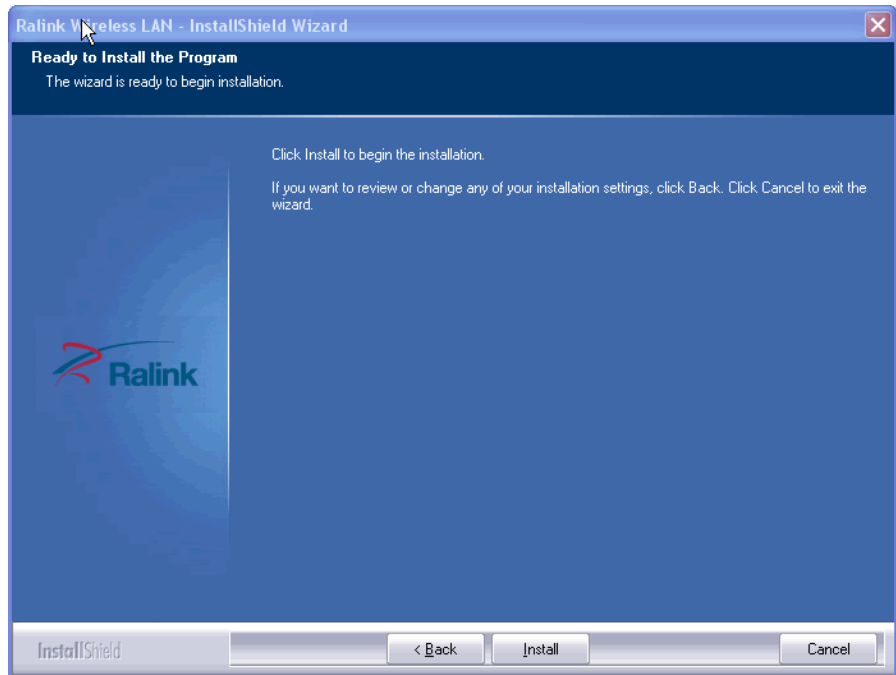 Ralink Wireless LAN - InstallShield Wizard
Ready to Install the Program
The wizard is ready to begin installation.
Click Install to begin the installation.
If you want to review or change any of your installation settings, click Back. Click Cancel to exit the
wizard.
Ralink
InstallShield
< Back
Install
Cancel